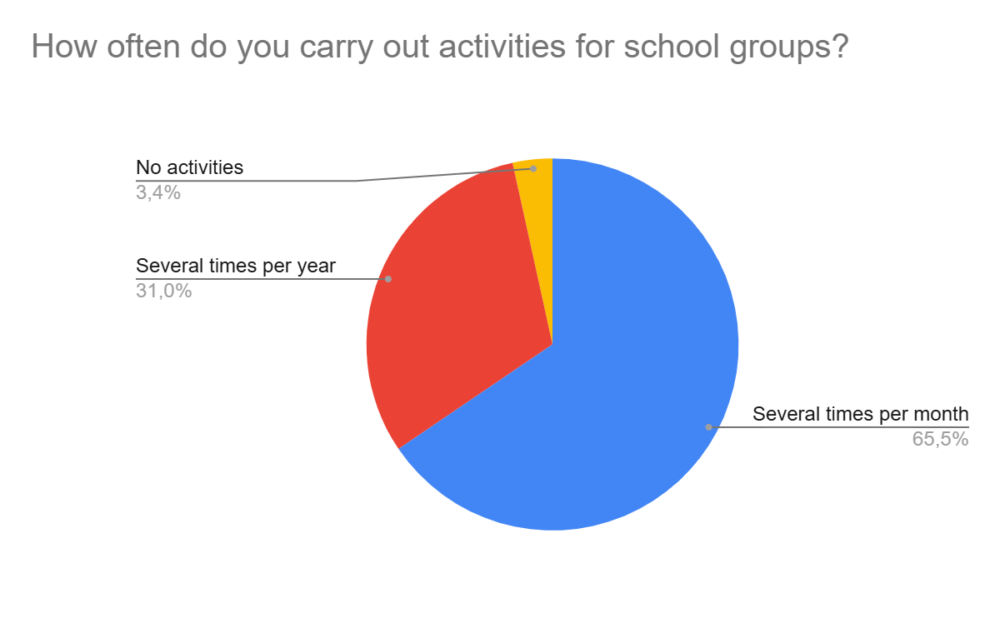 How often do you carry out activities for school groups?
No activities
3,4%
Several times per year
31,0%
Several times per month
65,5%